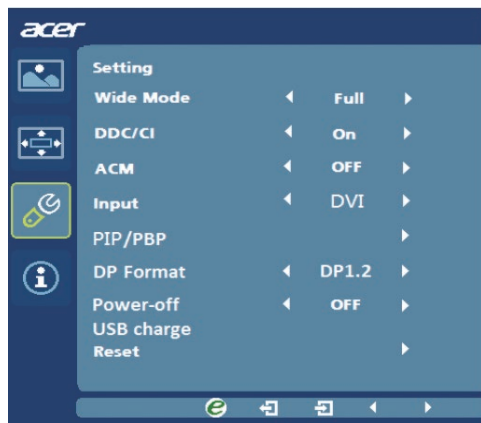 acer
Setting
Wide Mode Full
DDC/CI On
ACM OFF
Input DVI
PIP/PBP
DP Format DP1.2
Power-off OFF
USB charge
Reset